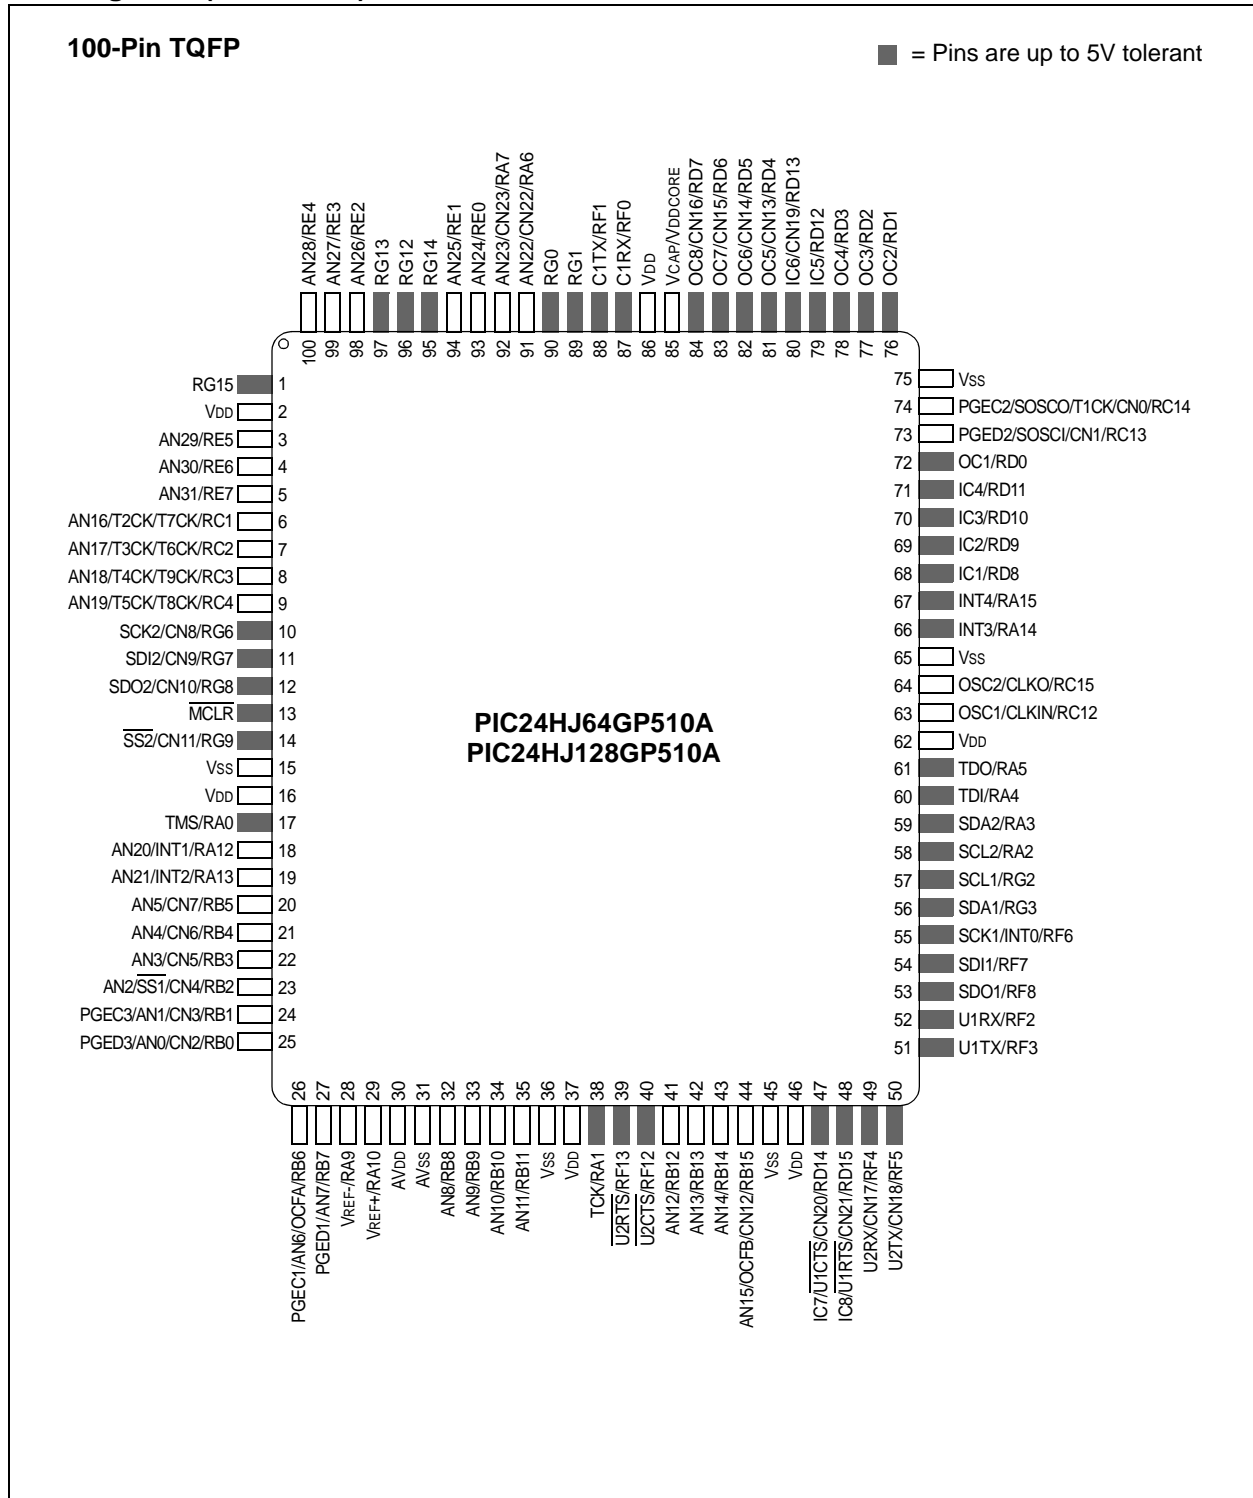 100-Pin TQFP
= Pins are up to 5V tolerant
AN28/RE4
AN27/RE3
AN26/RE2
RG13
RG12
RG14
AN25/RE1
AN24/RE0
AN23/CN23/RA7
AN22/CN22/RA6
RG0
RG1
C1TX/RF1
C1RX/RF0
VDD
VCAP/VDDCORE
OC8/CN16/RD7
OC7/CN15/RD6
OC6/CN14/RD5
OC5/CN13/RD4
IC6/CN19/RD13
IC5/RD12
OC4/RD3
OC3/RD2
OC2/RD1
100 99 98 97 96 95 94 93 92 91 90 89 88 87 86 85 84 83 82 81 80 79 78 77 76
RG15 1
VDD 2
AN29/RE5 3
AN30/RE6 4
AN31/RE7 5
AN16/T2CK/T7CK/RC1 6
AN17/T3CK/T6CK/RC2 7
AN18/T4CK/T9CK/RC3 8
AN19/T5CK/T8CK/RC4 9
SCK2/CN8/RG6 10
SDI2/CN9/RG7 11
SDO2/CN10/RG8 12
MCLR 13
SS2/CN11/RG9 14
VSS 15
VDD 16
TMS/RA0 17
AN20/INT1/RA12 18
AN21/INT2/RA13 19
AN5/CN7/RB5 20
AN4/CN6/RB4 21
AN3/CN5/RB3 22
AN2/SS1/CN4/RB2 23
PGEC3/AN1/CN3/RB1 24
PGED3/AN0/CN2/RB0 25
PIC24HJ64GP510A
PIC24HJ128GP510A
75 VSS
74 PGEC2/SOSCO/T1CK/CN0/RC14
73 PGED2/SOSCI/CN1/RC13
72 OC1/RD0
71 IC4/RD11
70 IC3/RD10
69 IC2/RD9
68 IC1/RD8
67 INT4/RA15
66 INT3/RA14
65 VSS
64 OSC2/CLKO/RC15
63 OSC1/CLKIN/RC12
62 VDD
61 TDO/RA5
60 TDI/RA4
59 SDA2/RA3
58 SCL2/RA2
57 SCL1/RG2
56 SDA1/RG3
55 SCK1/INT0/RF6
54 SDI1/RF7
53 SDO1/RF8
52 U1RX/RF2
51 U1TX/RF3
26 27 28 29 30 31 32 33 34 35 36 37 38 39 40 41 42 43 44 45 46 47 48 49 50
PGEC1/AN6/OCFA/RB6
PGED1/AN7/RB7
VREF-/RA9
VREF+/RA10
AVDD
AVSS
AN8/RB8
AN9/RB9
AN10/RB10
AN11/RB11
VSS
VDD
TCK/RA1
U2RTS/RF13
U2CTS/RF12
AN12/RB12
AN13/RB13
AN14/RB14
AN15/OCFB/CN12/RB15
VSS
VDD
IC7/U1CTS/CN20/RD14
IC8/U1RTS/CN21/RD15
U2RX/CN17/RF4
U2TX/CN18/RF5